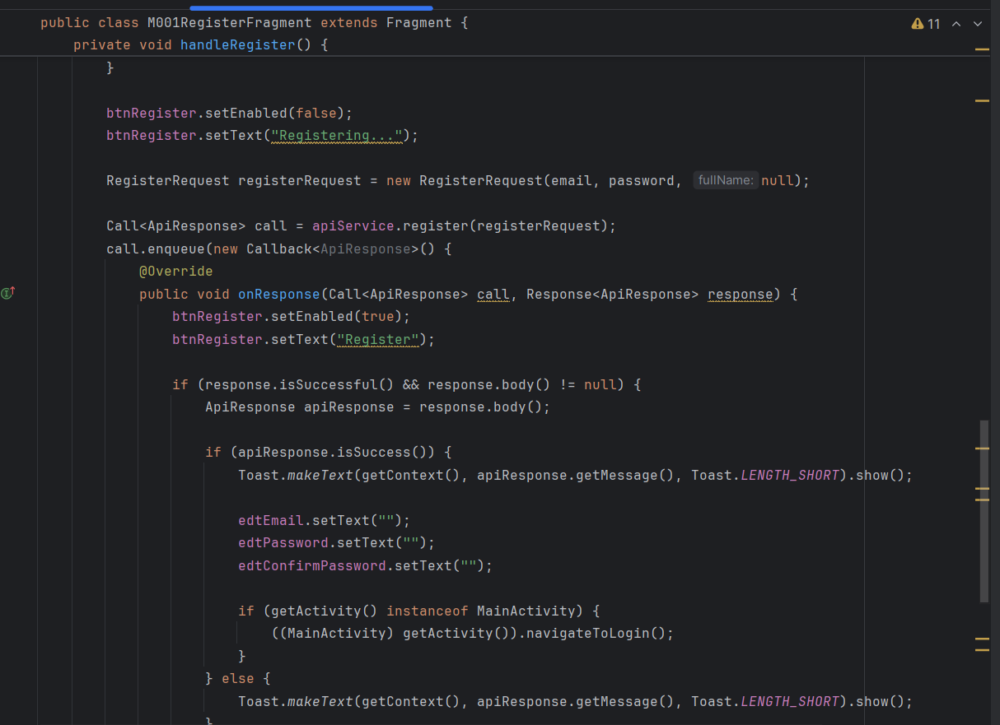 public class M001RegisterFragment extends Fragment {
11
private void handleRegister() {
}
btnRegister.setEnabled(false);
btnRegister.setText("Registering...");
RegisterRequest registerRequest = new RegisterRequest(email, password, fullName: null);
Call<ApiResponse> call = apiService.register(registerRequest);
call.enqueue(new Callback<ApiResponse>() {
@Override
public void onResponse(Call<ApiResponse> call, Response<ApiResponse> response) {
btnRegister.setEnabled(true);
btnRegister.setText("Register");
if (response.isSuccessful() && response.body() != null) {
ApiResponse apiResponse = response.body();
if (apiResponse.isSuccess()) {
Toast.makeText(getContext(), apiResponse.getMessage(), Toast.LENGTH_SHORT).show();
edtEmail.setText("");
edtPassword.setText("");
edtConfirmPassword.setText("");
if (getActivity() instanceof MainActivity) {
((MainActivity) getActivity()).navigateToLogin();
}
} else {
Toast.makeText(getContext(), apiResponse.getMessage(), Toast.LENGTH_SHORT).show();
}